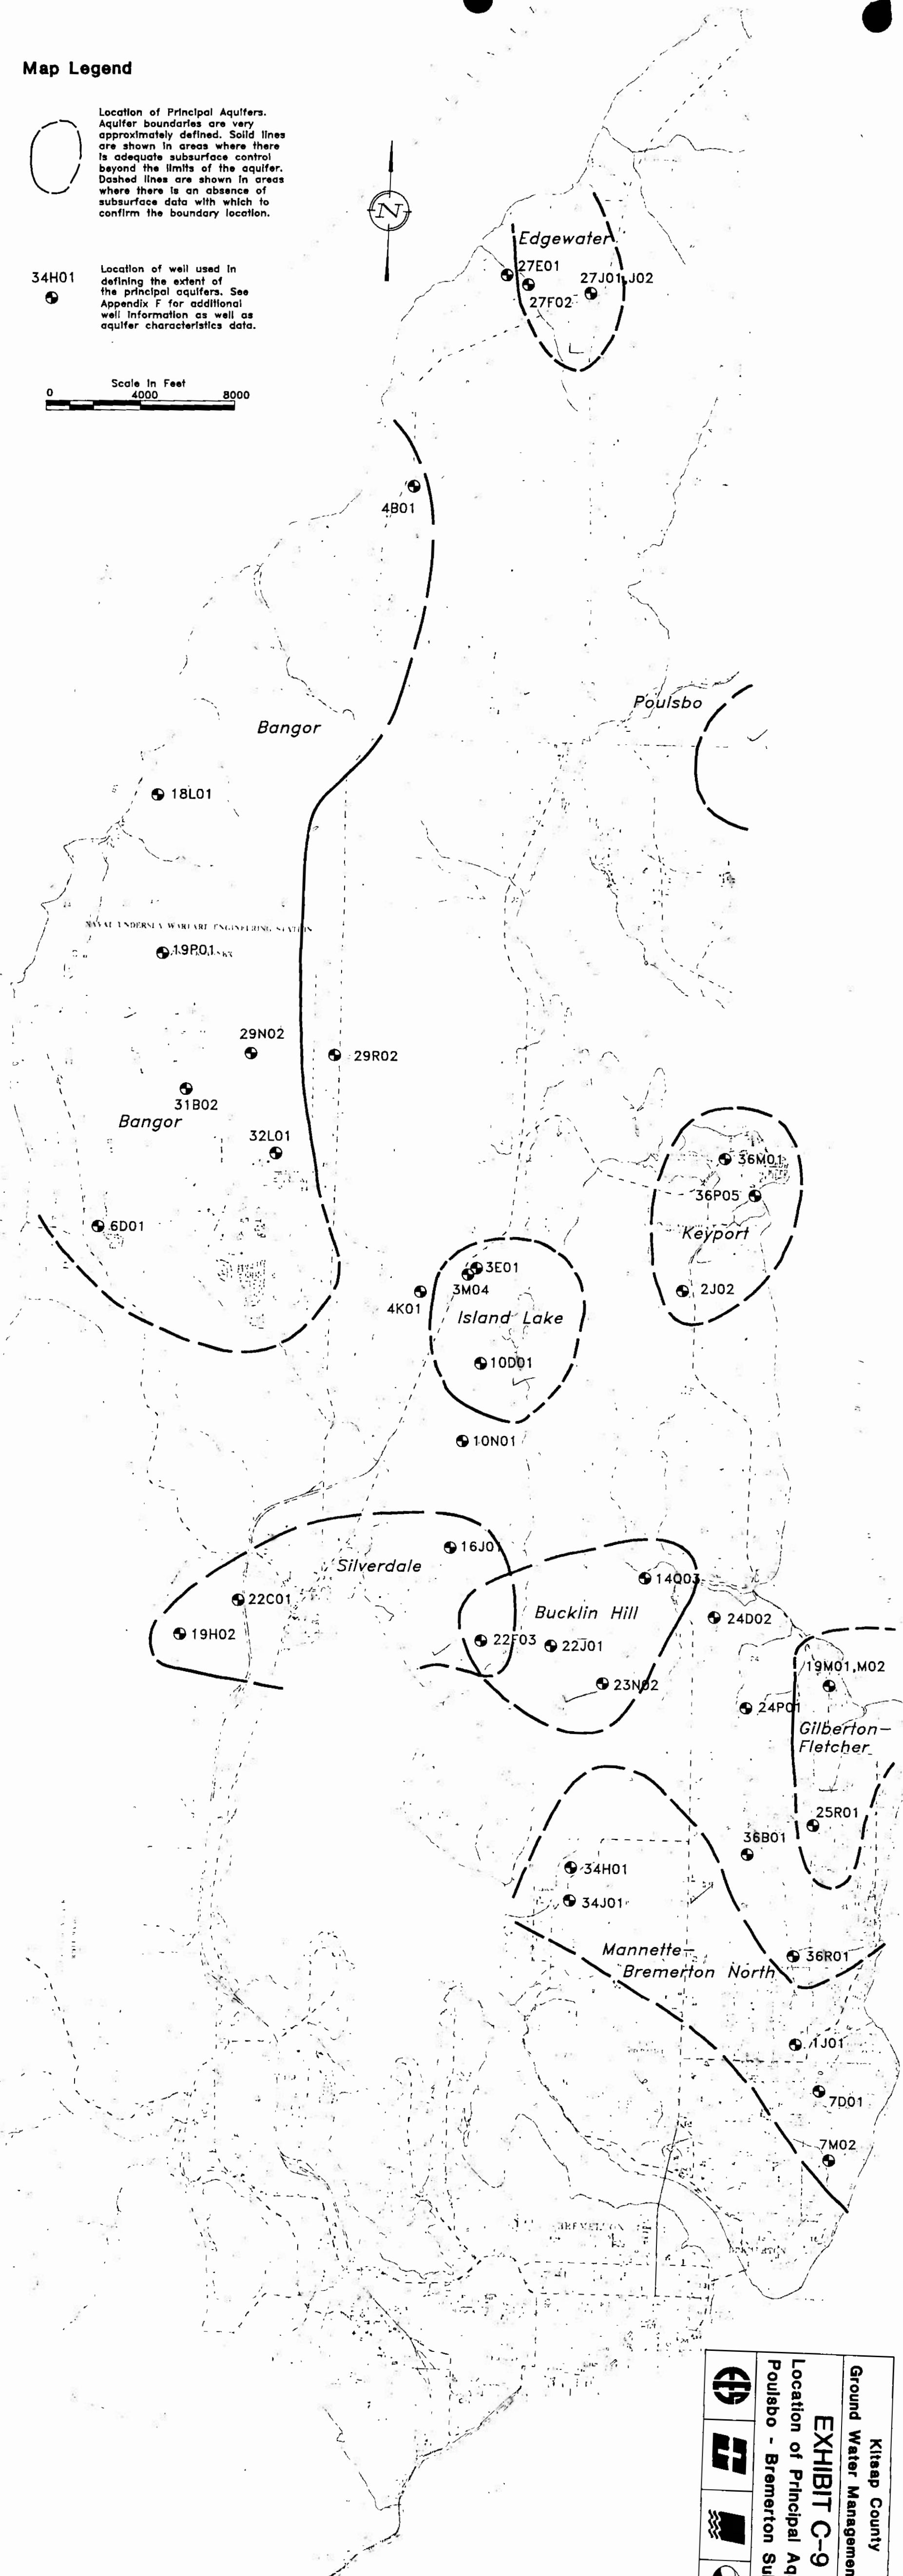 Map Legend
Location of Principal Aquifers.
Aquifer boundaries are very
approximately defined. Solid lines
are shown in areas where there
is adequate subsurface control
beyond the limits of the aquifer.
Dashed lines are shown in areas
where there is an absence of
subsurface data with which to
confirm the boundary location.
34H01
Location of well used in
defining the extent of
the principal aquifers. See
Appendix F for additional
well information as well as
aquifer characteristics data.
Scale in Feet
0 4000 8000
N
Edgewater
27E01
27J01,J02
27F02
4B01
Poulsbo
Bangor
18L01
NAVAL UNDERSEA WARFARE ENGINEERING STATION
19P01
29N02
29R02
31B02
Bangor
32L01
36M01
36P05
6D01
Keyport
3E01
3M04
2J02
4K01
Island Lake
10D01
10N01
16J01
Silverdale
14Q03
22C01
Bucklin Hill
24D02
19H02
22F03
22J01
19M01,M02
23N02
24P01
Gilberton-
Fletcher
25R01
36B01
34H01
34J01
Mannette-
Bremerton North
36R01
1J01
7D01
7M02
BREMERTON
Kitsap County
Ground Water Management
EXHIBIT C-9
Location of Principal Aq
Poulsbo - Bremerton Su